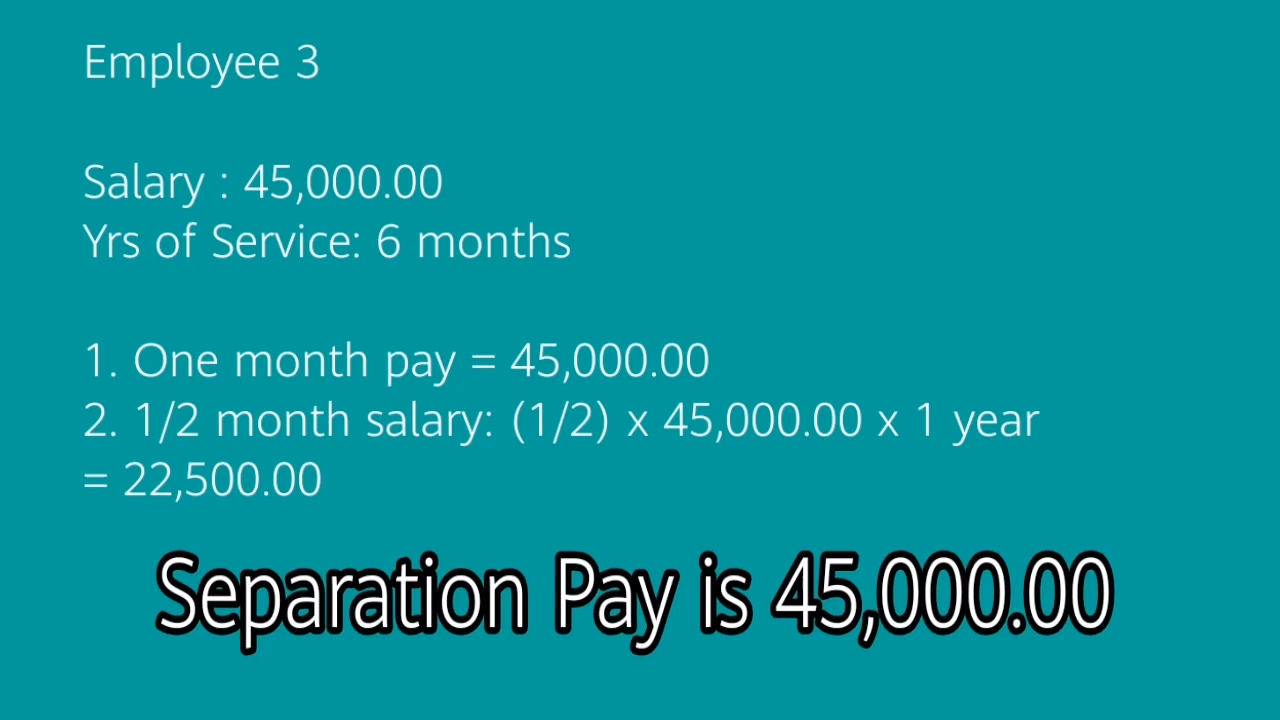 Employee 3
Salary : 45,000.00
Yrs of Service: 6 months
1. One month pay = 45,000.00
2. 1/2 month salary: (1/2) x 45,000.00 x 1 year
= 22,500.00
Separation Pay is 45,000.00